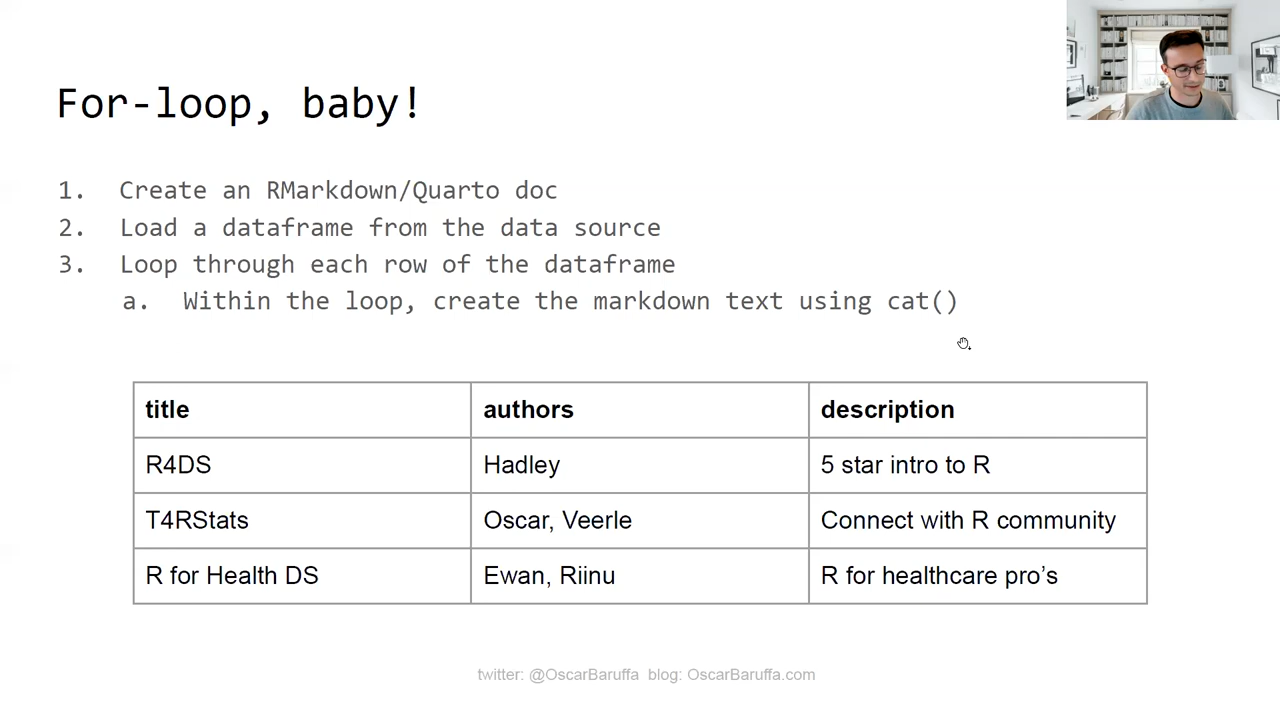 For-loop, baby!
1. Create an RMarkdown/Quarto doc
2. Load a dataframe from the data source
3. Loop through each row of the dataframe
a. Within the loop, create the markdown text using cat()
title authors description
R4DS Hadley 5 star intro to R
T4RStats Oscar, Veerle Connect with R community
R for Health DS Ewan, Riinu R for healthcare pro’s
twitter: @OscarBaruffa blog: OscarBaruffa.com